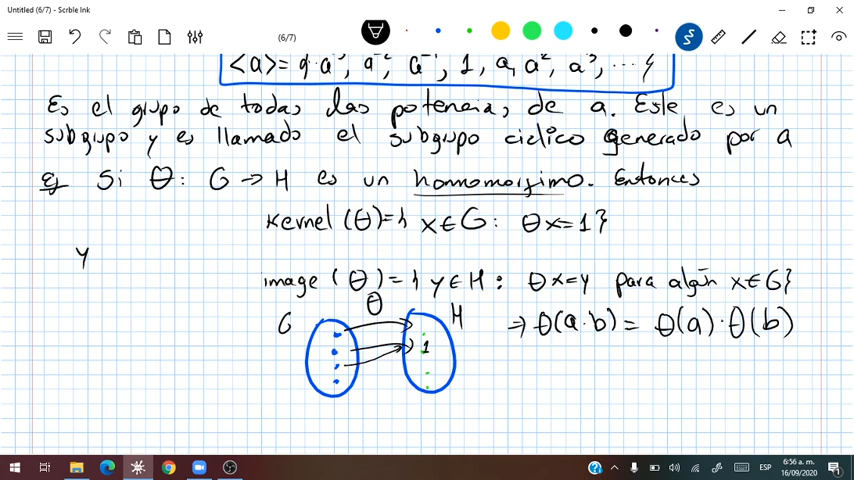 Untitled (6/7) - Scrble Ink
(6/7)
<a>={ a⁻², a⁻¹, 1, a, a², a³, ...}
Es el grupo de todas las potencias de a. Este es un
subgrupo y es llamado el subgrupo ciclico generado por a
Ej Si θ: G → H es un homomorfismo. Entonces
Kernel (θ)={ x∈G: θx=1}
y
image (θ)={ y∈H: θx=y para algún x∈G}
G θ H
⇒ θ(a·b) = θ(a)·θ(b)
1
ESP
6:56 a. m.
16/09/2020